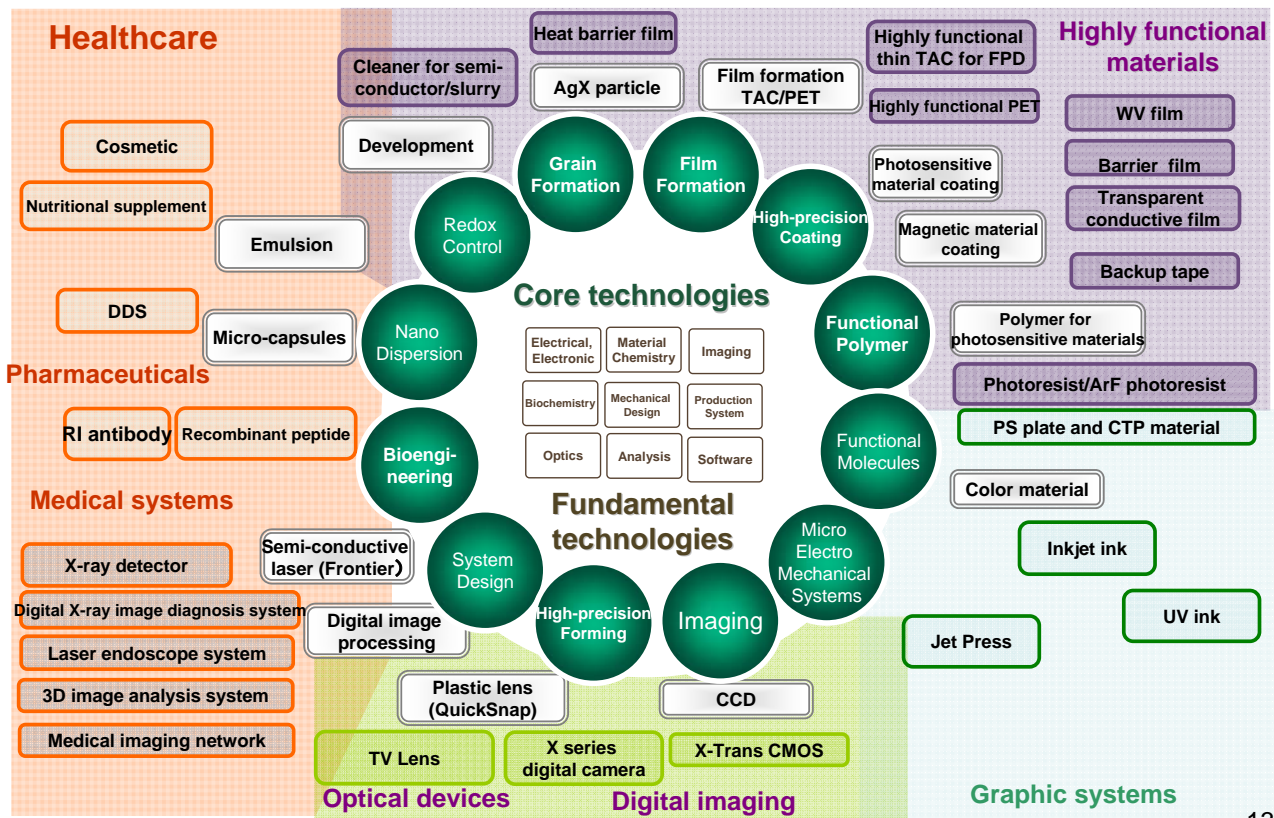 Healthcare
Highly functional
materials
Heat barrier film
Highly functional
thin TAC for FPD
Cleaner for semi-
conductor/slurry
AgX particle
Film formation
TAC/PET
Highly functional PET
WV film
Cosmetic
Development
Grain
Formation
Film
Formation
Photosensitive
material coating
Barrier film
Nutritional supplement
Transparent
conductive film
Emulsion
Redox
Control
High-precision
Coating
Magnetic material
coating
Backup tape
Core technologies
DDS
Micro-capsules
Nano
Dispersion
Functional
Polymer
Polymer for
photosensitive materials
Electrical,
Electronic
Material
Chemistry
Imaging
Pharmaceuticals
Photoresist/ArF photoresist
Biochemistry
Mechanical
Design
Production
System
RI antibody
Recombinant peptide
PS plate and CTP material
Bioengi-
neering
Optics
Analysis
Software
Functional
Molecules
Medical systems
Color material
Fundamental
technologies
Semi-conductive
laser (Frontier）
System
Design
Micro
Electro
Mechanical
Systems
Inkjet ink
X-ray detector
Digital X-ray image diagnosis system
Digital image
processing
High-precision
Forming
Imaging
UV ink
Jet Press
Laser endoscope system
3D image analysis system
Plastic lens
(QuickSnap)
CCD
Medical imaging network
TV Lens
X series
digital camera
X-Trans CMOS
Optical devices
Digital imaging
Graphic systems